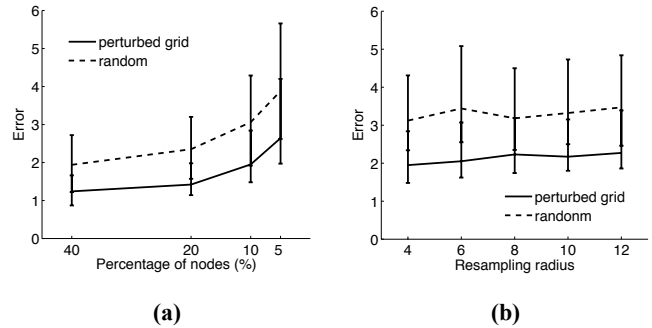 6
5
4
3
2
1
0
Error
perturbed grid
random
40
20
10
5
Percentage of nodes (%)
(a)
6
5
4
3
2
1
0
Error
perturbed grid
randonm
4
6
8
10
12
Resampling radius
(b)